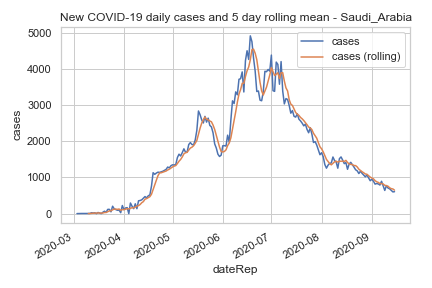 New COVID-19 daily cases and 5 day rolling mean - Saudi_Arabia
cases
cases (rolling)
5000
4000
3000
2000
1000
0
cases
2020-03
2020-04
2020-05
2020-06
2020-07
2020-08
2020-09
dateRep